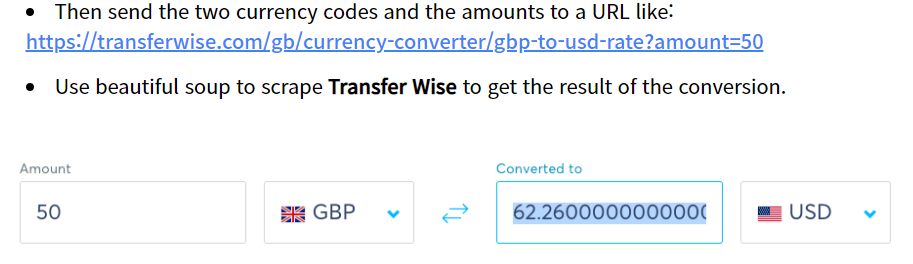 • Then send the two currency codes and the amounts to a URL like:
https://transferwise.com/gb/currency-converter/gbp-to-usd-rate?amount=50
• Use beautiful soup to scrape Transfer Wise to get the result of the conversion.
Amount
Converted to
50
GBP
62.2600000000000
USD